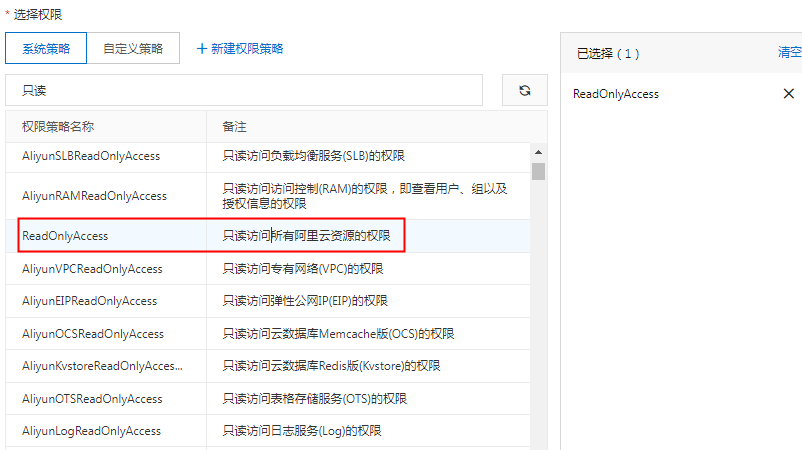 * 选择权限
系统策略 自定义策略 + 新建权限策略
只读
权限策略名称 备注
AliyunSLBReadOnlyAccess 只读访问负载均衡服务(SLB)的权限
AliyunRAMReadOnlyAccess 只读访问访问控制(RAM)的权限，即查看用户、组以及
授权信息的权限
ReadOnlyAccess 只读访问所有阿里云资源的权限
AliyunVPCReadOnlyAccess 只读访问专有网络(VPC)的权限
AliyunEIPReadOnlyAccess 只读访问弹性公网IP(EIP)的权限
AliyunOCSReadOnlyAccess 只读访问云数据库Memcache版(OCS)的权限
AliyunKvstoreReadOnlyAcces... 只读访问云数据库Redis版(Kvstore)的权限
AliyunOTSReadOnlyAccess 只读访问表格存储服务(OTS)的权限
AliyunLogReadOnlyAccess 只读访问日志服务(Log)的权限
已选择（1） 清空
ReadOnlyAccess